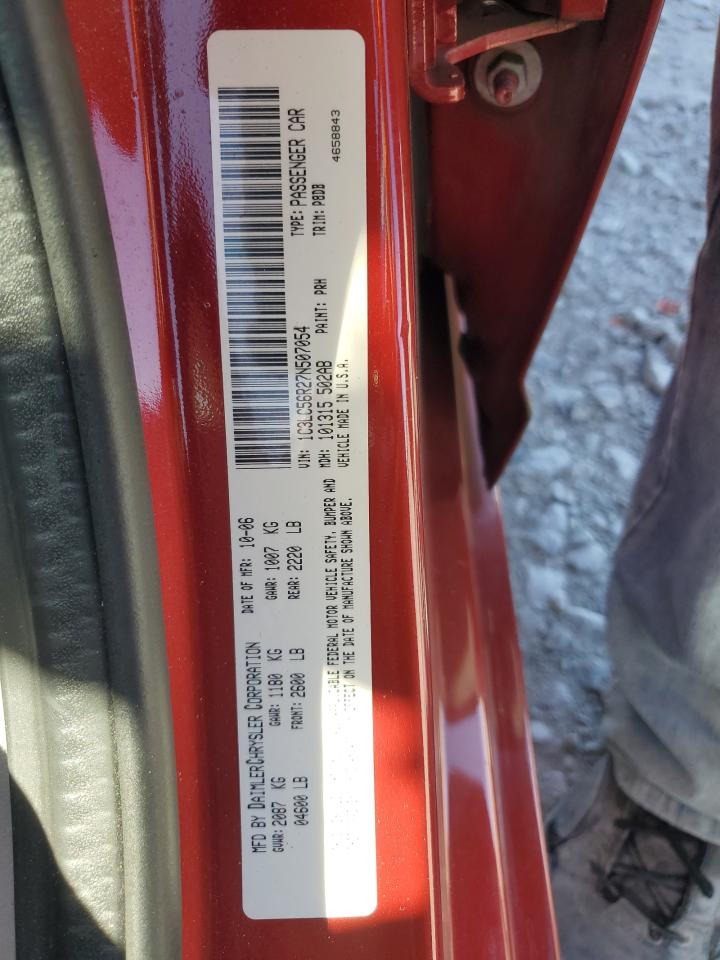 MFD BY DAIMLERCHRYSLER CORPORATION DATE OF MFR: 10-06
GVWR: 2087 KG GAWR: 1180 KG GAWR: 1007 KG
04600 LB FRONT: 2600 LB REAR: 2220 LB
FEDERAL MOTOR VEHICLE SAFETY, BUMPER AND
ON THE DATE OF MANUFACTURE SHOWN ABOVE.
VIN: 1C3LC56R27N507054 TYPE: PASSENGER CAR
MDH: 101315 502AB PAINT: PRH TRIM: P8DB
VEHICLE MADE IN U.S.A. 4658843